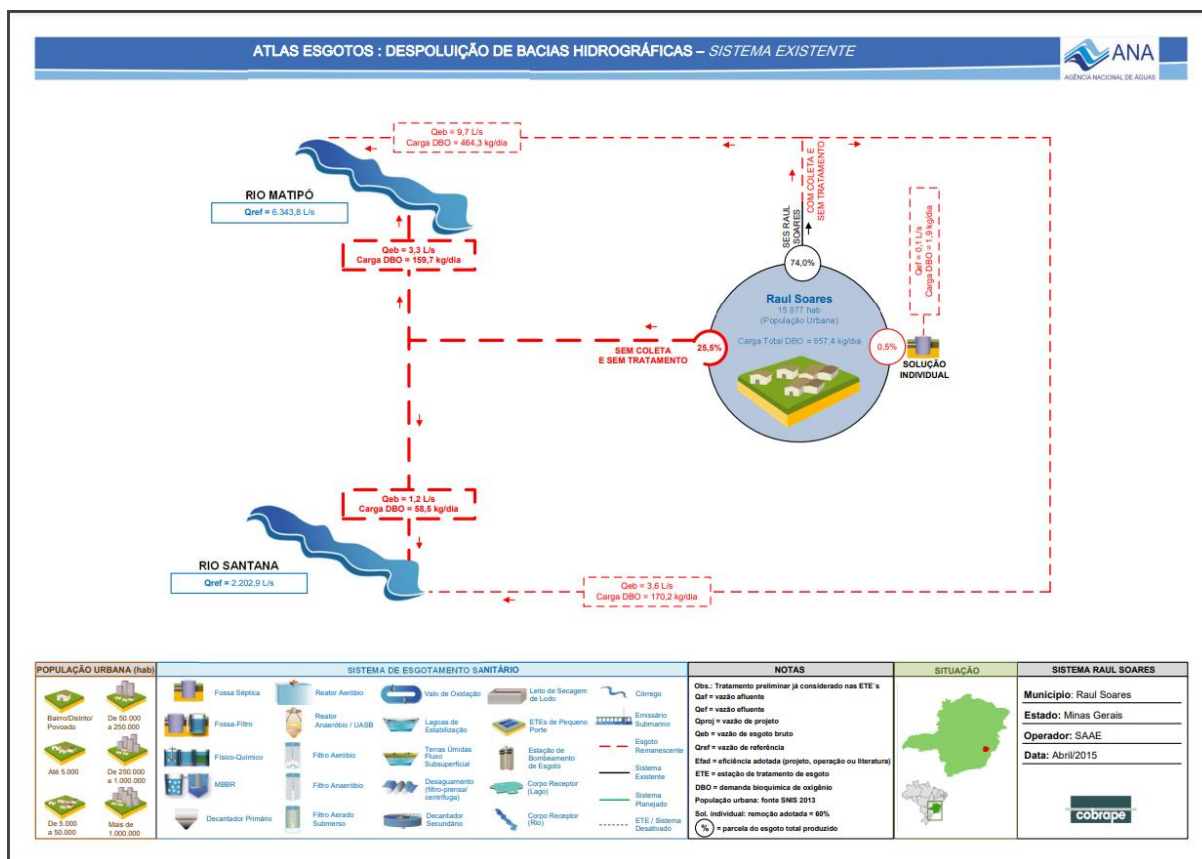 ATLAS ESGOTOS : DESPOLUIÇÃO DE BACIAS HIDROGRÁFICAS – SISTEMA EXISTENTE
ANA
AGÊNCIA NACIONAL DE ÁGUAS
Qeb = 9,7 L/s
Carga DBO = 464,3 kg/dia
RIO MATIPÓ
Qref = 6.343,8 L/s
Qeb = 3,3 L/s
Carga DBO = 159,7 kg/dia
SES RAUL
SOARES
COM COLETA E
SEM TRATAMENTO
Qef = 0,1 L/s
Carga DBO = 1,9 kg/dia
74,0%
Raul Soares
15.877 hab
(População Urbana)
Carga Total DBO = 857,4 kg/dia
25,5%
0,5%
SEM COLETA
E SEM TRATAMENTO
SOLUÇÃO
INDIVIDUAL
Qeb = 1,2 L/s
Carga DBO = 58,5 kg/dia
RIO SANTANA
Qref = 2.202,9 L/s
Qeb = 3,6 L/s
Carga DBO = 170,2 kg/dia
POPULAÇÃO URBANA (hab)
Bairro/Distrito/
Povoado
De 50.000
a 250.000
Até 5.000
De 250.000
a 1.000.000
De 5.000
a 50.000
Mais de
1.000.000
SISTEMA DE ESGOTAMENTO SANITÁRIO
Fossa Séptica
Fossa-Filtro
Físico-Químico
MBBR
Decantador Primário
Reator Aeróbio
Reator
Anaeróbio / UASB
Filtro Aeróbio
Filtro Anaeróbio
Filtro Aerado
Submerso
Valo de Oxidação
Lagoas de
Estabilização
Terras Úmidas
Fluxo
Subsuperficial
Desaguamento
(filtro-prensa/
centrífuga)
Decantador
Secundário
Leito de Secagem
de Lodo
ETEs de Pequeno
Porte
Estação de
Bombeamento
de Esgoto
Corpo Receptor
(Lago)
Corpo Receptor
(Rio)
Córrego
Emissário
Submarino
Esgoto
Remanescente
Sistema
Existente
Sistema
Planejado
ETE / Sistema
Desativado
NOTAS
Obs.: Tratamento preliminar já considerado nas ETE´s
Qaf = vazão afluente
Qef = vazão efluente
Qproj = vazão de projeto
Qeb = vazão de esgoto bruto
Qref = vazão de referência
Efad = eficiência adotada (projeto, operação ou literatura)
ETE = estação de tratamento de esgoto
DBO = demanda bioquímica de oxigênio
População urbana: fonte SNIS 2013
Sol. individual: remoção adotada = 60%
% = parcela do esgoto total produzido
SITUAÇÃO
SISTEMA RAUL SOARES
Município: Raul Soares
Estado: Minas Gerais
Operador: SAAE
Data: Abril/2015
cobrape